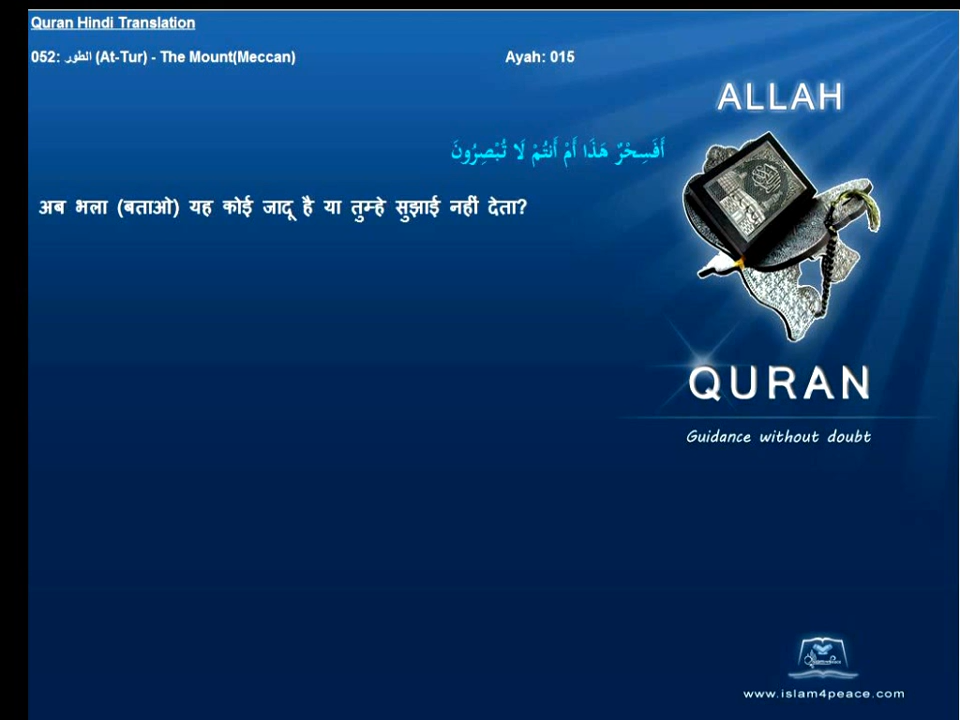 Quran Hindi Translation
052: الطور (At-Tur) - The Mount(Meccan) Ayah: 015
ALLAH
أَفَسِحْرٌ هَذَا أَمْ أَنتُمْ لَا تُبْصِرُونَ
अब भला (बताओ) यह कोई जादू है या तुम्हे सुझाई नहीं देता?
QURAN
Guidance without doubt
www.islam4peace.com